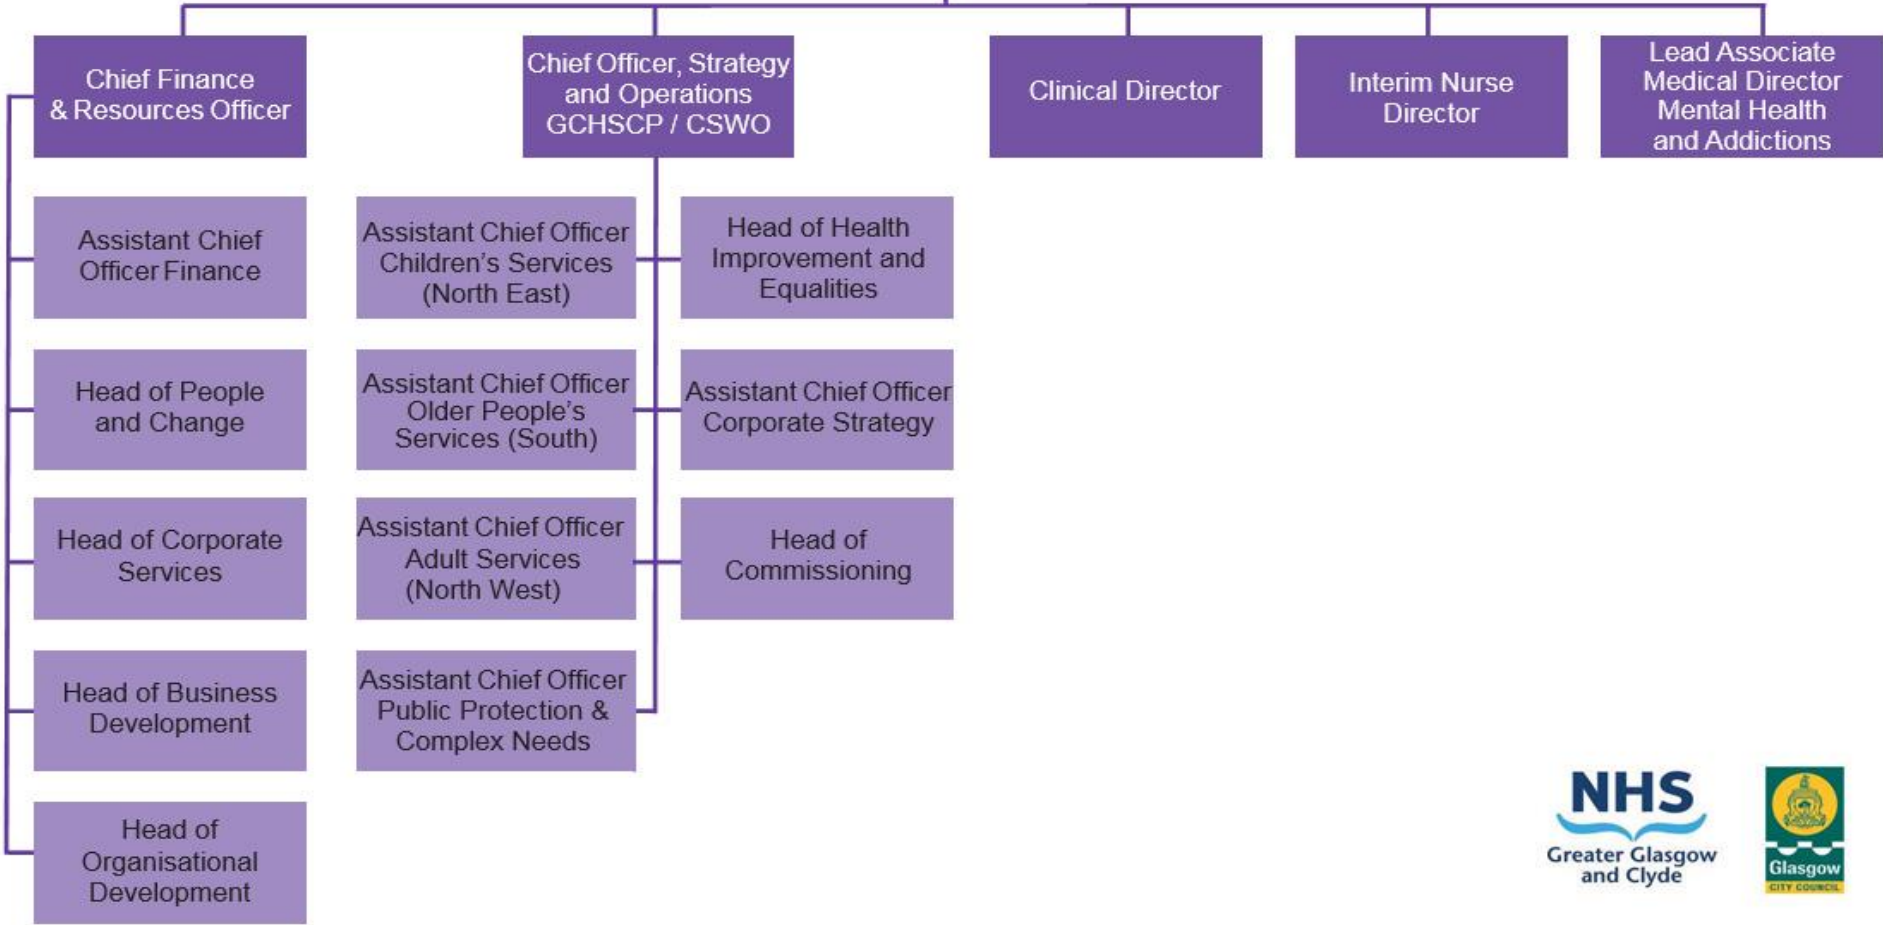 Chief Finance
& Resources Officer
Chief Officer, Strategy
and Operations
GCHSCP / CSWO
Clinical Director
Interim Nurse
Director
Lead Associate
Medical Director
Mental Health
and Addictions
Assistant Chief
Officer Finance
Head of People
and Change
Head of Corporate
Services
Head of Business
Development
Head of
Organisational
Development
Assistant Chief Officer
Children's Services
(North East)
Assistant Chief Officer
Older People's
Services (South)
Assistant Chief Officer
Adult Services
(North West)
Assistant Chief Officer
Public Protection &
Complex Needs
Head of Health
Improvement and
Equalities
Assistant Chief Officer
Corporate Strategy
Head of
Commissioning
NHS
Greater Glasgow
and Clyde
Glasgow
CITY COUNCIL